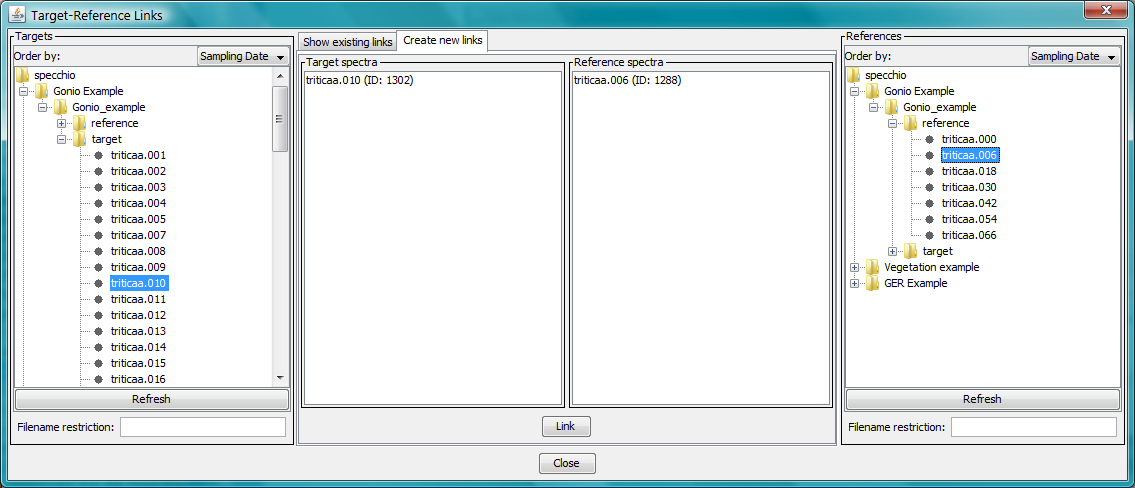 Target-Reference Links
Targets
Order by:
Sampling Date
specchio
Gonio Example
Gonio_example
reference
target
triticaa.001
triticaa.002
triticaa.003
triticaa.004
triticaa.005
triticaa.007
triticaa.008
triticaa.009
triticaa.010
triticaa.011
triticaa.012
triticaa.013
triticaa.014
triticaa.015
triticaa.016
Refresh
Filename restriction:
Show existing links
Create new links
Target spectra
triticaa.010 (ID: 1302)
Reference spectra
triticaa.006 (ID: 1288)
Link
Close
References
Order by:
Sampling Date
specchio
Gonio Example
Gonio_example
reference
triticaa.000
triticaa.006
triticaa.018
triticaa.030
triticaa.042
triticaa.054
triticaa.066
target
Vegetation example
GER Example
Refresh
Filename restriction: